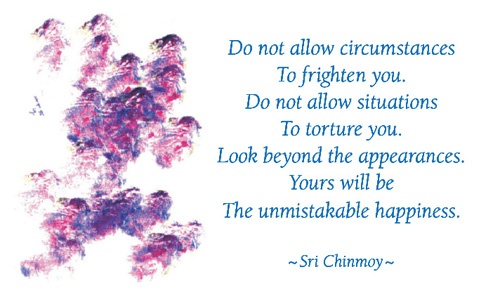 Do not allow circumstances
To frighten you.
Do not allow situations
To torture you.
Look beyond the appearances.
Yours will be
The unmistakable happiness.
~Sri Chinmoy~